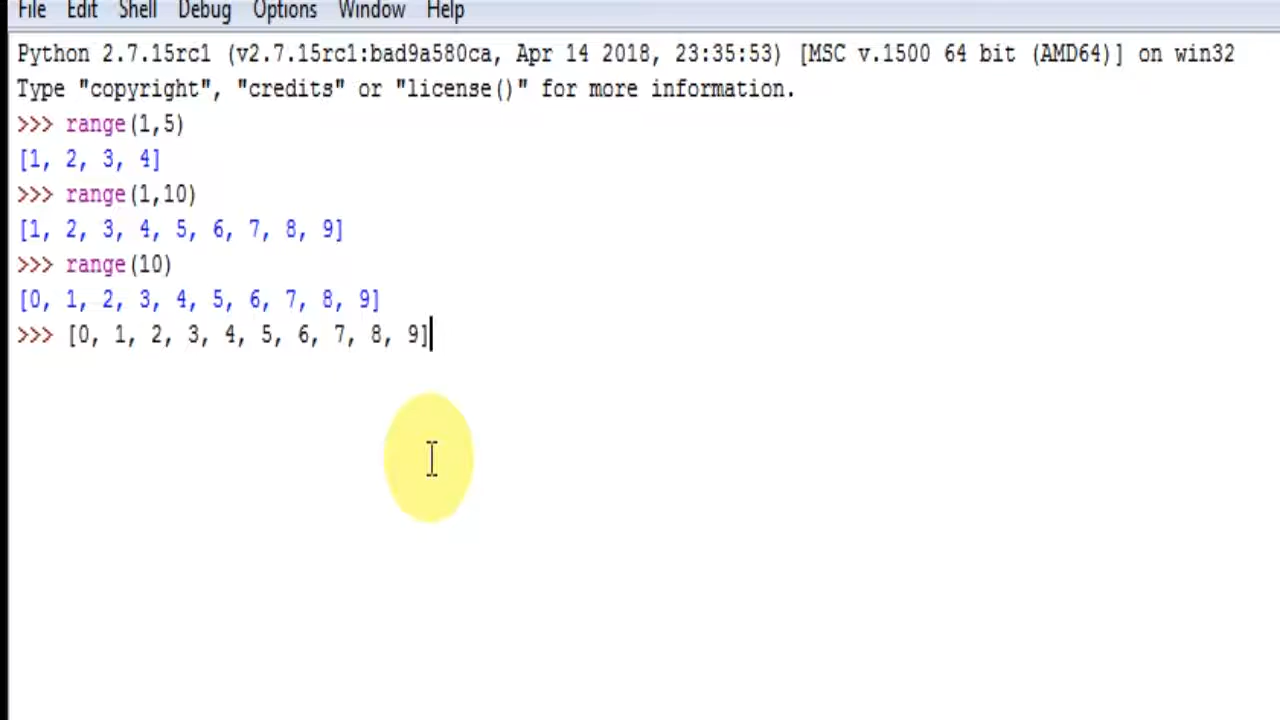 File Edit Shell Debug Options Window Help
Python 2.7.15rc1 (v2.7.15rc1:bad9a580ca, Apr 14 2018, 23:35:53) [MSC v.1500 64 bit (AMD64)] on win32
Type "copyright", "credits" or "license()" for more information.
>>> range(1,5)
[1, 2, 3, 4]
>>> range(1,10)
[1, 2, 3, 4, 5, 6, 7, 8, 9]
>>> range(10)
[0, 1, 2, 3, 4, 5, 6, 7, 8, 9]
>>> [0, 1, 2, 3, 4, 5, 6, 7, 8, 9]